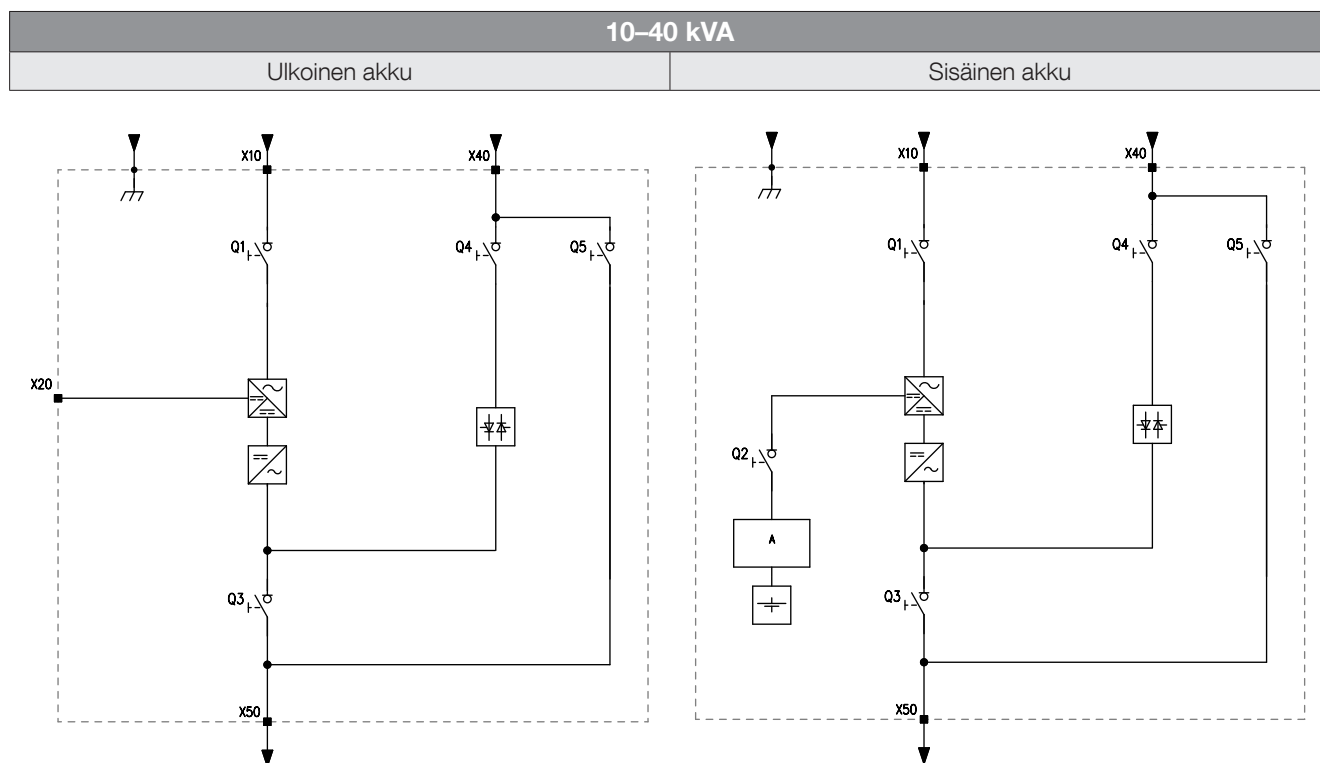 10–40 kVA
Ulkoinen akku
Sisäinen akku
X10
X40
Q1
Q4
Q5
X20
Q3
X50
X10
X40
Q1
Q4
Q5
Q2
A
Q3
X50